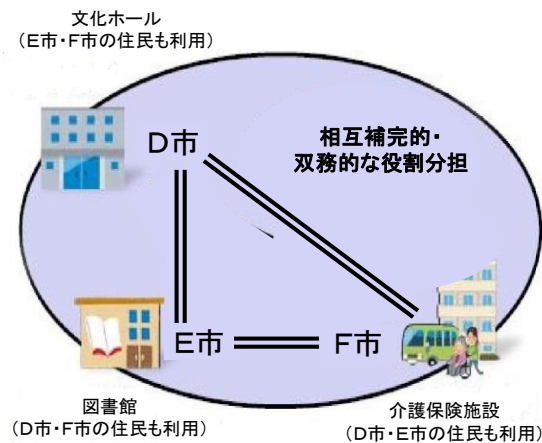 文化ホール
（E市・F市の住民も利用）
D市
相互補完的・
双務的な役割分担
E市
F市
図書館
（D市・F市の住民も利用）
介護保険施設
（D市・E市の住民も利用）